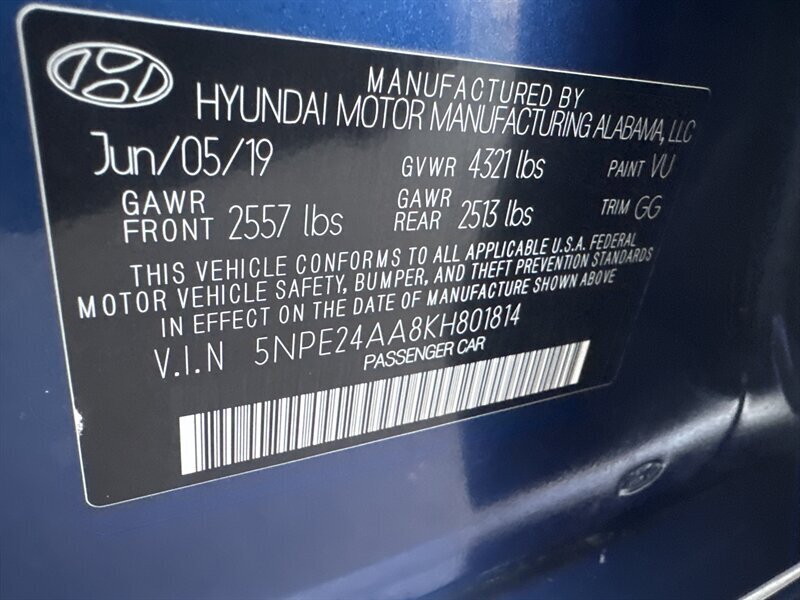 MANUFACTURED BY
HYUNDAI MOTOR MANUFACTURING ALABAMA, LLC
Jun/05/19 GVWR 4321 lbs PAINT VU
GAWR FRONT 2557 lbs GAWR REAR 2513 lbs TRIM GG
THIS VEHICLE CONFORMS TO ALL APPLICABLE U.S.A. FEDERAL
MOTOR VEHICLE SAFETY, BUMPER, AND THEFT PREVENTION STANDARDS
IN EFFECT ON THE DATE OF MANUFACTURE SHOWN ABOVE
V.I.N 5NPE24AA8KH801814
PASSENGER CAR